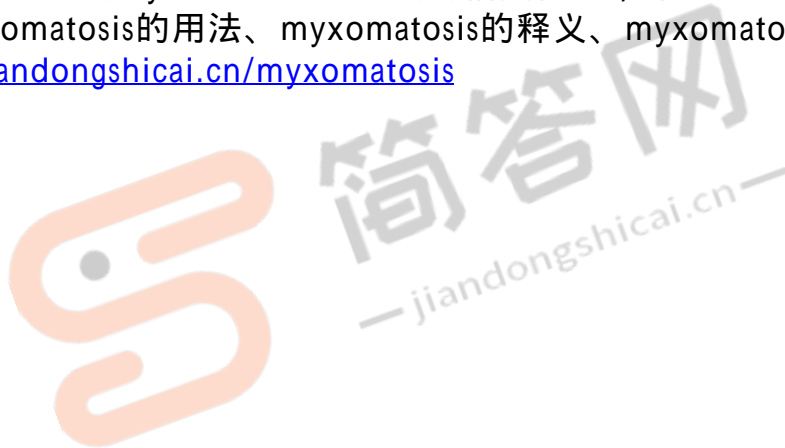 omatosis的用法、myxomatosis的释义、myxomato
andongshicai.cn/myxomatosis
简答网
jiandongshicai.cn